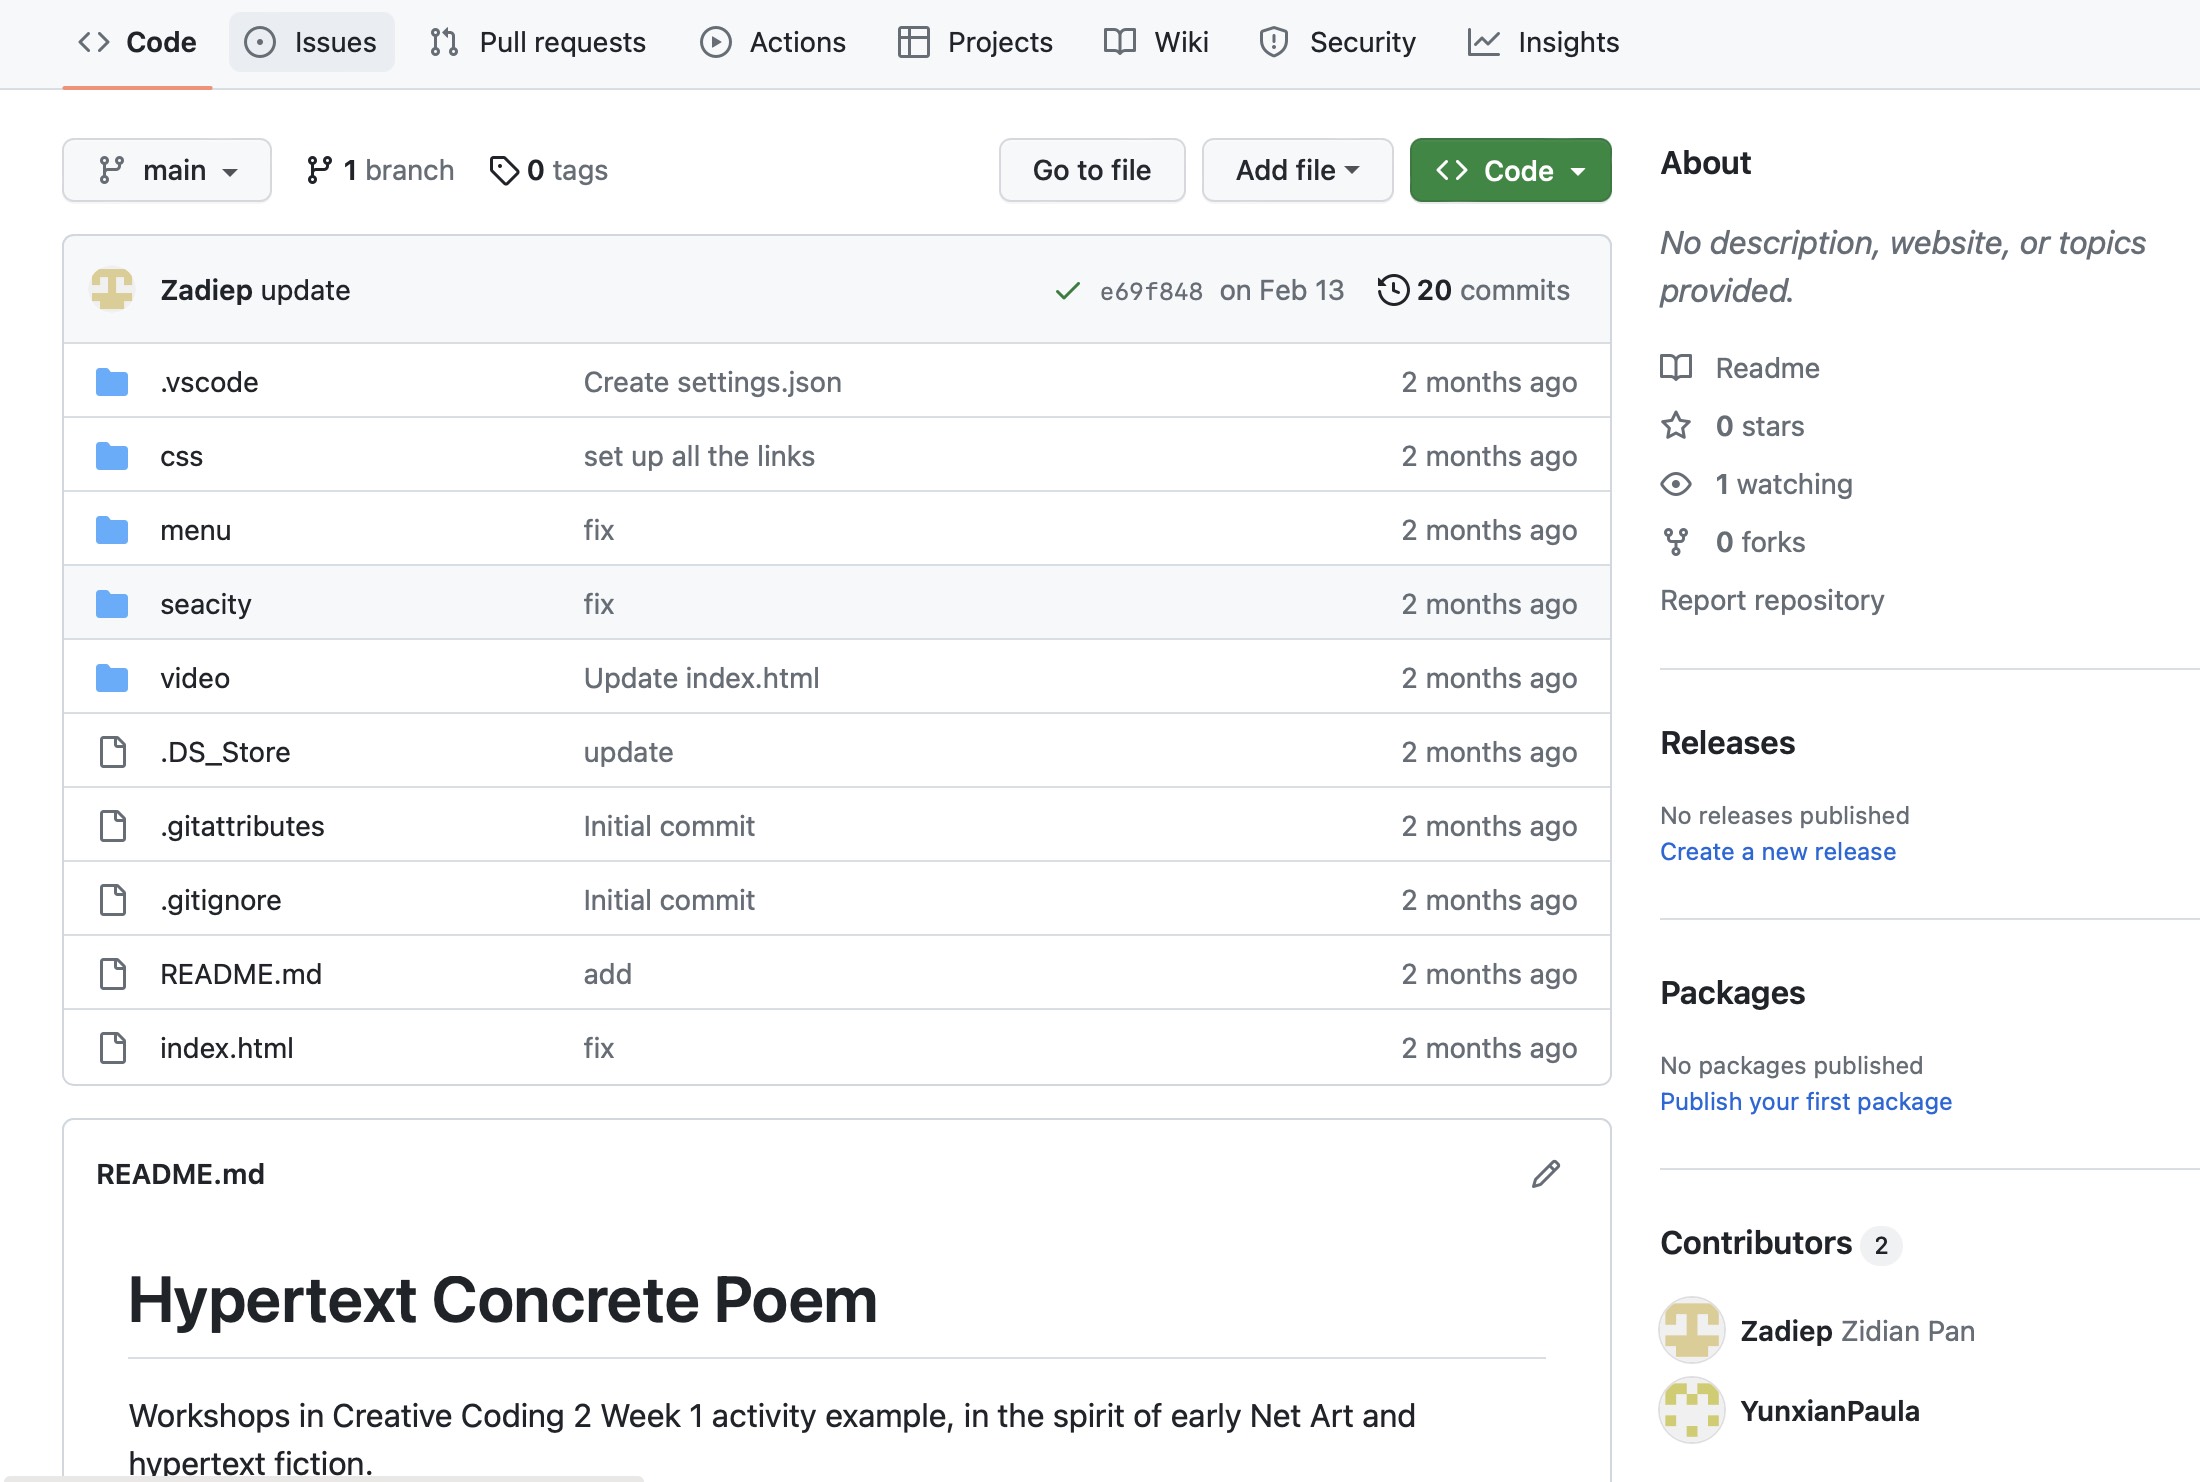 Code Issues Pull requests Actions Projects Wiki Security Insights
main 1 branch 0 tags Go to file Add file Code
Zadiep update e69f848 on Feb 13 20 commits
.vscode Create settings.json 2 months ago
css set up all the links 2 months ago
menu fix 2 months ago
seacity fix 2 months ago
video Update index.html 2 months ago
.DS_Store update 2 months ago
.gitattributes Initial commit 2 months ago
.gitignore Initial commit 2 months ago
README.md add 2 months ago
index.html fix 2 months ago
README.md
Hypertext Concrete Poem
Workshops in Creative Coding 2 Week 1 activity example, in the spirit of early Net Art and
hypertext fiction.
About
No description, website, or topics
provided.
Readme
0 stars
1 watching
0 forks
Report repository
Releases
No releases published
Create a new release
Packages
No packages published
Publish your first package
Contributors 2
Zadiep Zidian Pan
YunxianPaula